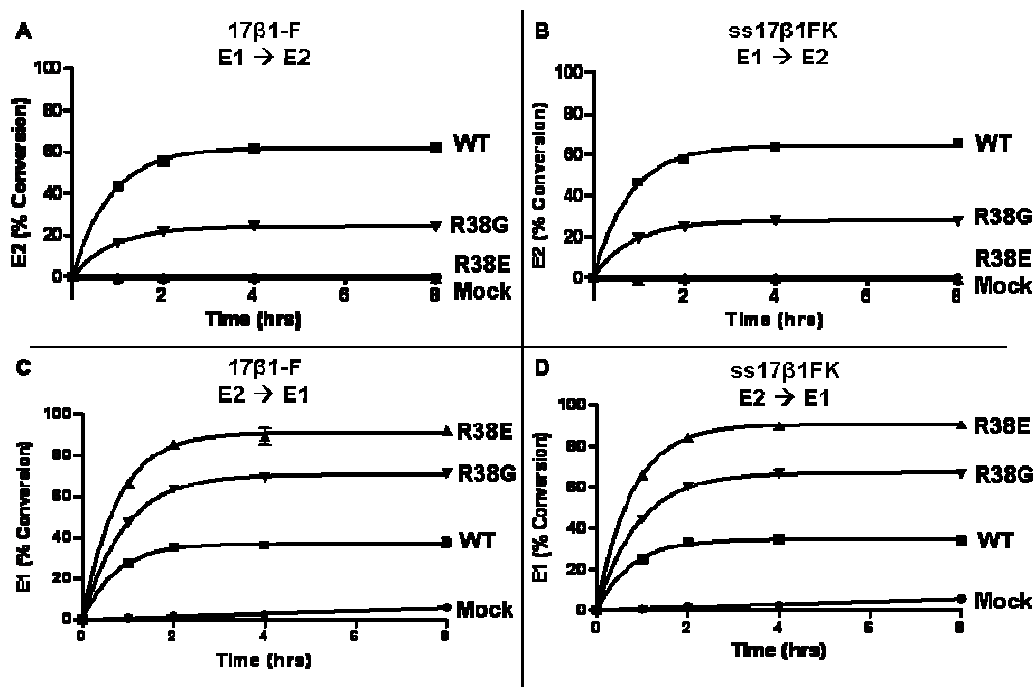 A
17β1-F
E1 → E2
E2 (% Conversion)
100
80
60
40
20
0
2
4
6
8
Time (hrs)
WT
R38G
R38E
Mock
B
ss17β1FK
E1 → E2
E2 (% Conversion)
100
80
60
40
20
0
0
2
4
6
8
Time (hrs)
WT
R38G
R38E
Mock
C
17β1-F
E2 → E1
E1 (% Conversion)
100
80
60
40
20
0
0
2
4
6
8
Time (hrs)
R38E
R38G
WT
Mock
D
ss17β1FK
E2 → E1
E1 (% Conversion)
100
80
60
40
20
0
0
2
4
6
8
Time (hrs)
R38E
R38G
WT
Mock